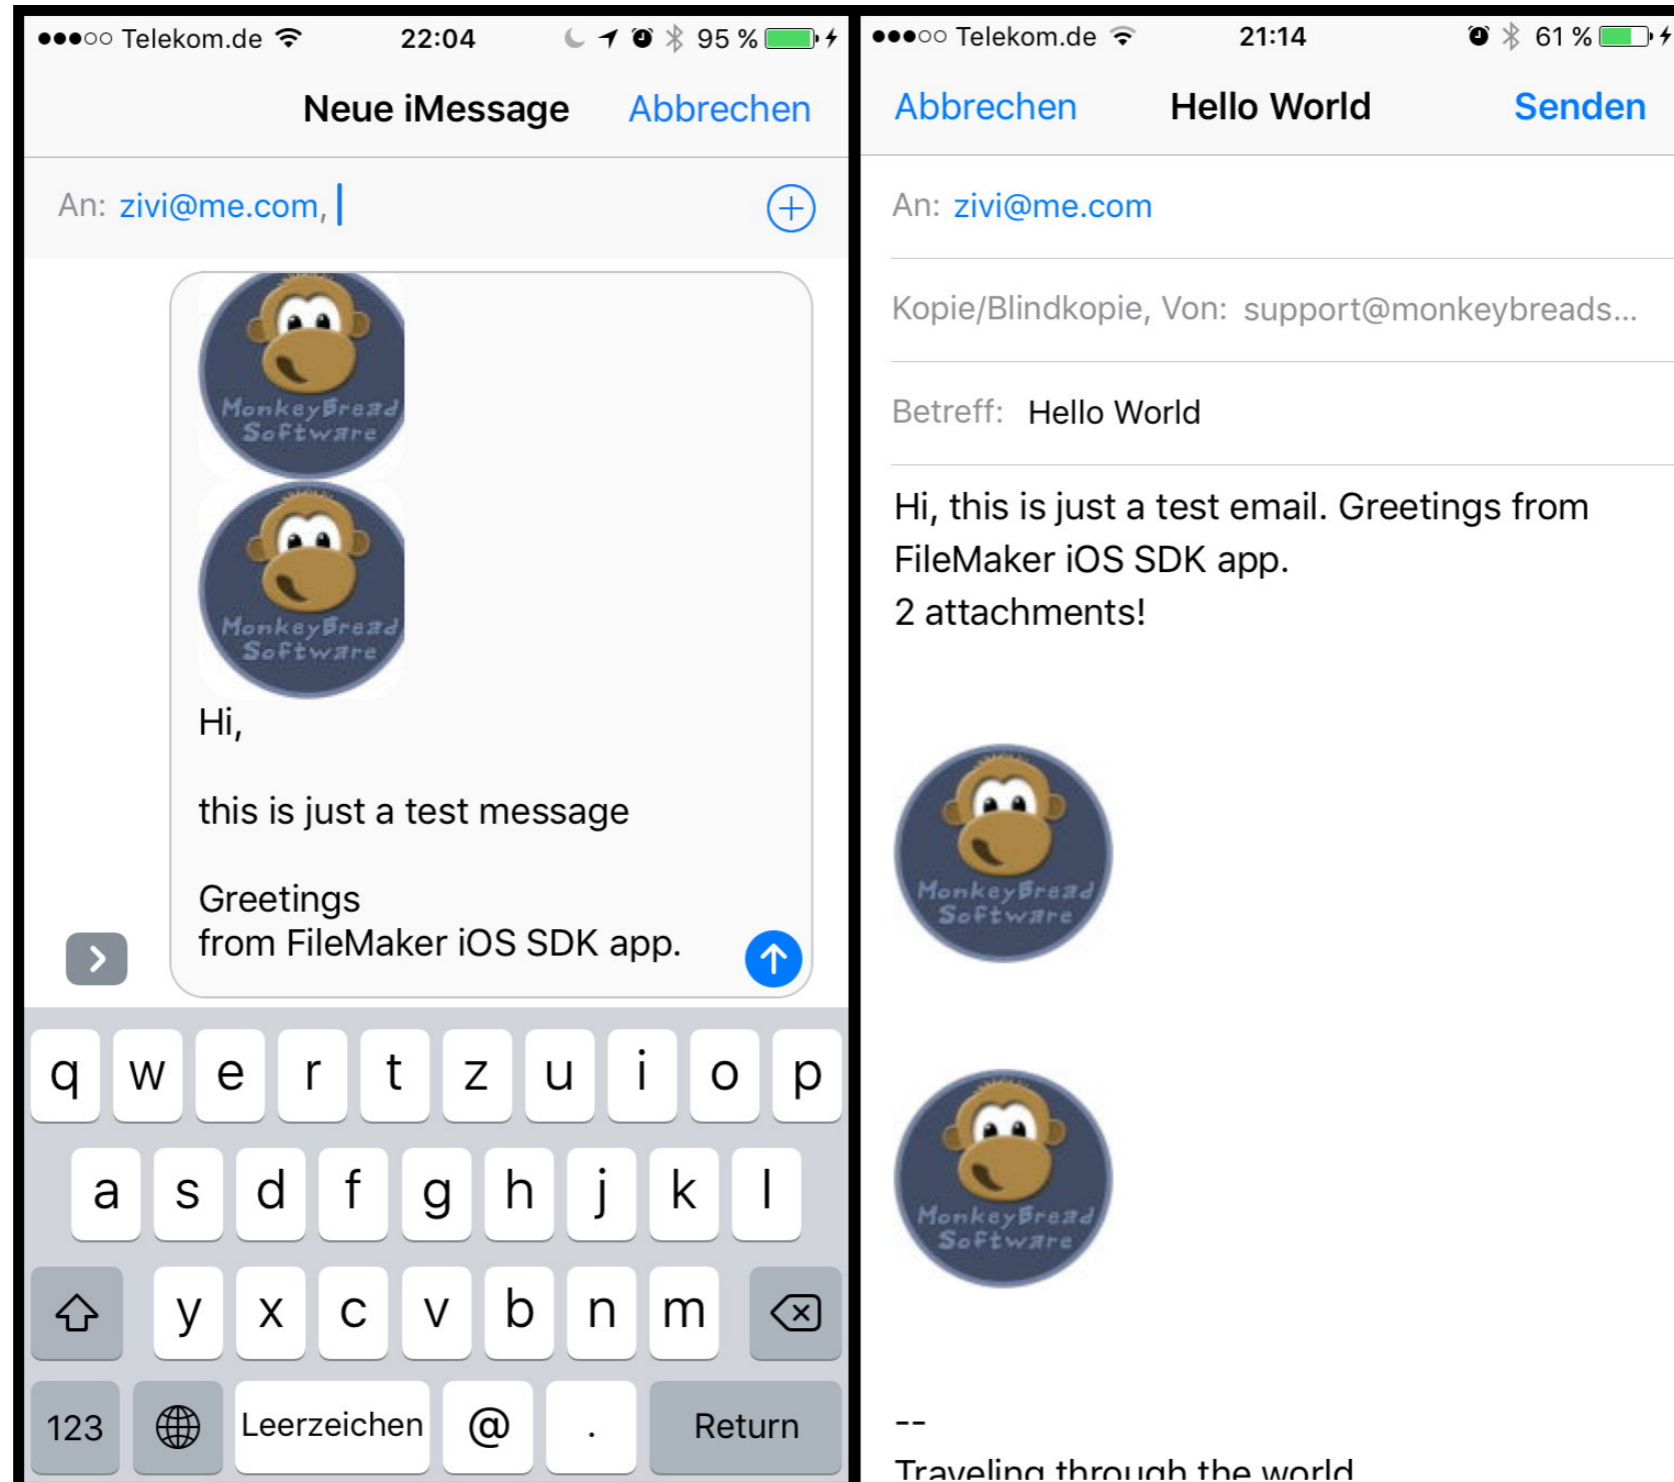 Telekom.de 22:04 95 %
Neue iMessage Abbrechen
An: zivi@me.com,
MonkeyBread
Software
MonkeyBread
Software
Hi,
this is just a test message
Greetings
from FileMaker iOS SDK app.
q w e r t z u i o p
a s d f g h j k l
y x c v b n m
123 Leerzeichen @ . Return
Telekom.de 21:14 61 %
Abbrechen Hello World Senden
An: zivi@me.com
Kopie/Blindkopie, Von: support@monkeybreads...
Betreff: Hello World
Hi, this is just a test email. Greetings from
FileMaker iOS SDK app.
2 attachments!
MonkeyBread
Software
MonkeyBread
Software
--
Traveling through the world